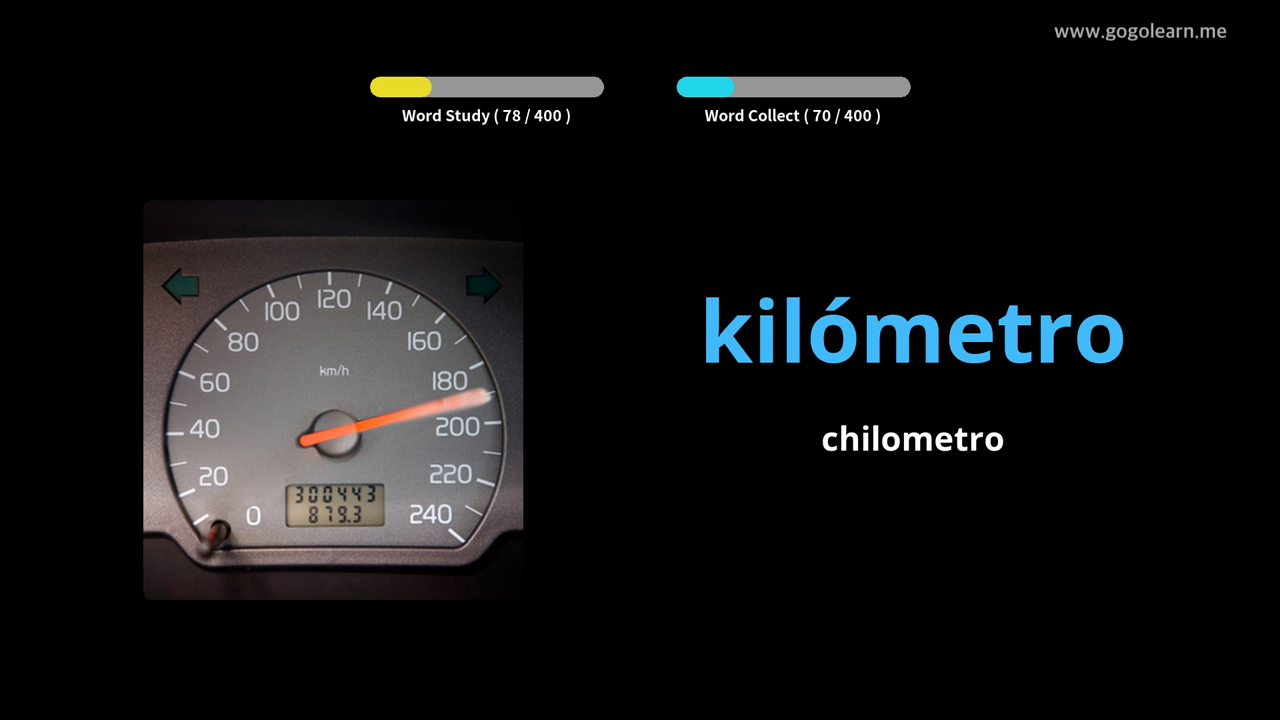 www.gogolearn.me
Word Study ( 78 / 400 )
Word Collect ( 70 / 400 )
120
100
140
80
160
km/h
60
180
40
200
20
220
300443
0
879.3
240
kilómetro
chilometro